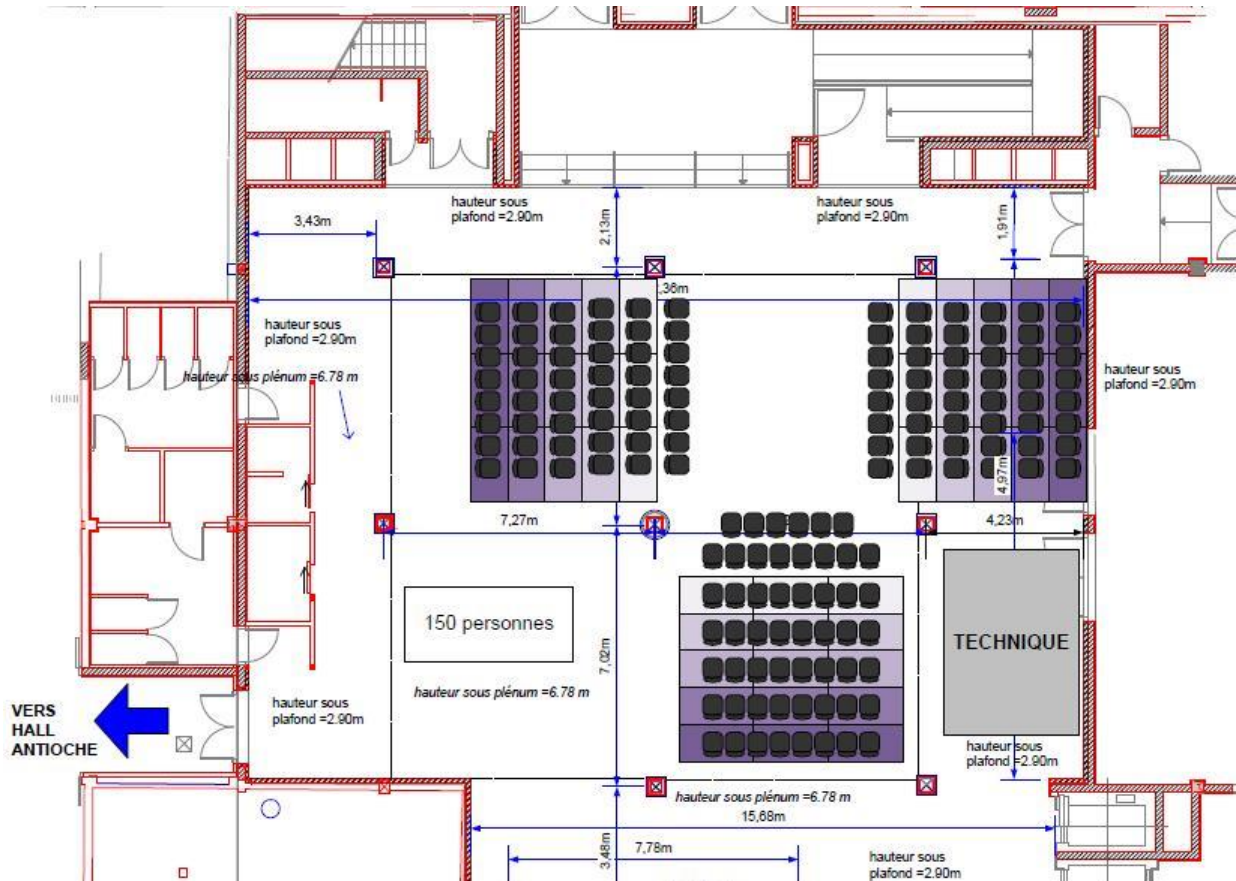 hauteur sous
plafond =2.90m
hauteur sous
plafond =2.90m
3,43m
2,13m
1,91m
,36m
hauteur sous
plafond =2.90m
hauteur sous plénum =6.78 m
hauteur sous
plafond =2.90m
4,97m
7,27m
4,23m
150 personnes
TECHNIQUE
7,02m
hauteur sous plénum =6.78 m
VERS
HALL
ANTIOCHE
hauteur sous
plafond =2.90m
hauteur sous
plafond =2.90m
hauteur sous plénum =6.78 m
15,68m
3,48m
7,78m
hauteur sous
plafond =2.90m